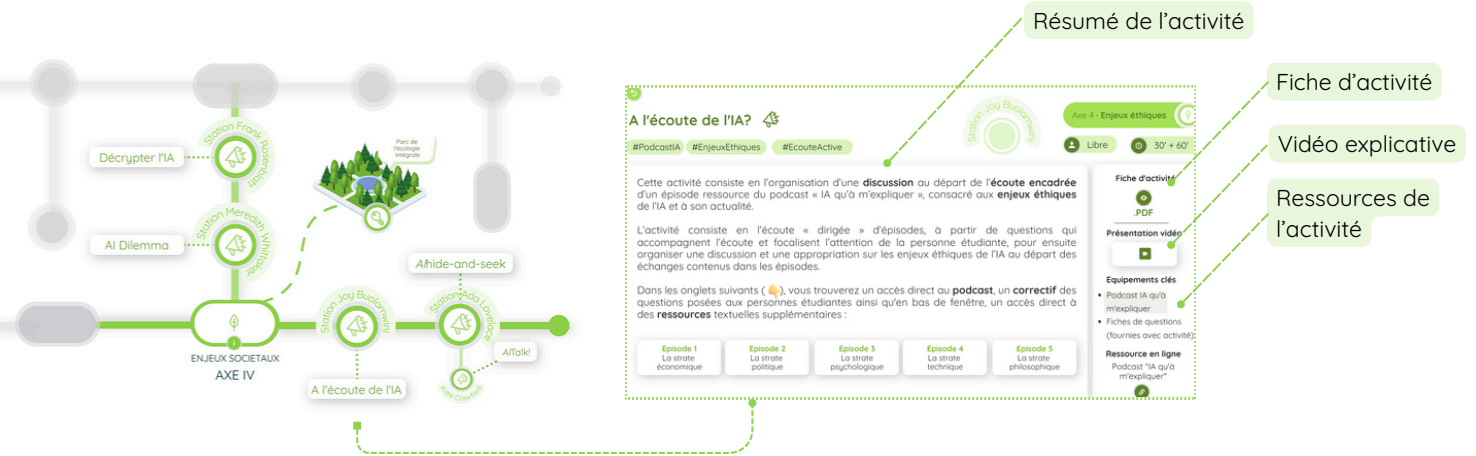 Résumé de l'activité
Fiche d'activité
Vidéo explicative
Ressources de
l'activité
Station Frank Rosenblatt
Décrypter l'IA
Parc de
l'écologie
intégrale
Station Meredith Whittaker
AI Dilemma
AIhide-and-seek
Station Joy Buolamwini
Station Ada Lovelace
AITalk!
Kate Crawford
ENJEUX SOCIETAUX
AXE IV
A l'écoute de l'IA
A l'écoute de l'IA?
Station Joy Buolamwini
Axe 4 - Enjeux éthiques
#PodcastIA #EnjeuxEthiques #EcouteActive
Libre
30' + 60'
Cette activité consiste en l'organisation d'une discussion au départ de l'écoute encadrée
d'un épisode ressource du podcast « IA qu'à m'expliquer », consacré aux enjeux éthiques
de l'IA et à son actualité.
L'activité consiste en l'écoute « dirigée » d'épisodes, à partir de questions qui
accompagnent l'écoute et focalisent l'attention de la personne étudiante, pour ensuite
organiser une discussion et une appropriation sur les enjeux éthiques de l'IA au départ des
échanges contenus dans les épisodes.
Dans les onglets suivants (👇), vous trouverez un accès direct au podcast, un correctif des
questions posées aux personnes étudiantes ainsi qu'en bas de fenêtre, un accès direct à
des ressources textuelles supplémentaires :
Episode 1
La strate
économique
Episode 2
La strate
politique
Episode 3
La strate
psychologique
Episode 4
La strate
technique
Episode 5
La strate
philosophique
Fiche d'activité
.PDF
Présentation vidéo
Equipements clés
• Podcast IA qu'à
m'expliquer
• Fiches de questions
(fournies avec activité)
Ressource en ligne
Podcast "IA qu'à
m'expliquer"